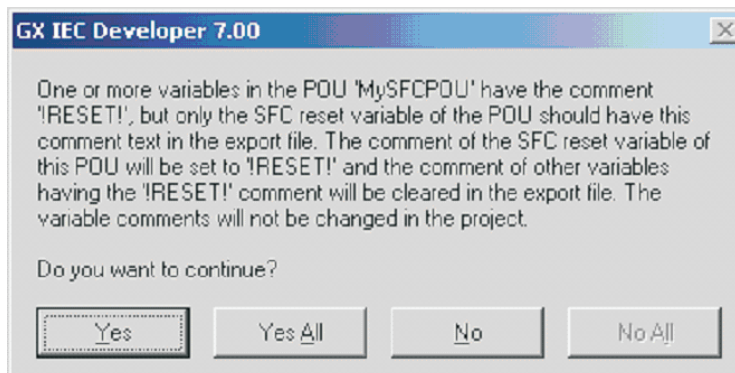 GX IEC Developer 7.00
One or more variables in the POU 'MySFCPOU' have the comment
'!RESET!', but only the SFC reset variable of the POU should have this
comment text in the export file. The comment of the SFC reset variable of
this POU will be set to '!RESET!' and the comment of other variables
having the '!RESET!' comment will be cleared in the export file. The
variable comments will not be changed in the project.
Do you want to continue?
Yes
Yes All
No
No All